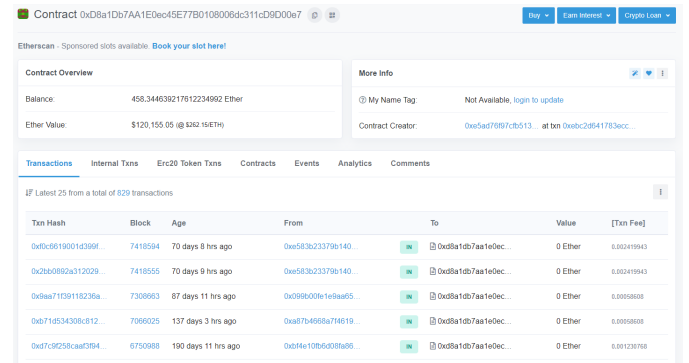 Contract 0xD8a1Db7AA1E0ec45E77B0108006dc311cD9D00e7
Buy Earn Interest Crypto Loan
Etherscan - Sponsored slots available. Book your slot here!
Contract Overview
Balance: 458.344639217612234992 Ether
Ether Value: $120,155.05 (@ $262.15/ETH)
More Info
My Name Tag: Not Available, login to update
Contract Creator: 0xe5ad76f97cfb513... at txn 0xebc2d641783ecc...
Transactions Internal Txns Erc20 Token Txns Contracts Events Analytics Comments
Latest 25 from a total of 829 transactions
Txn Hash Block Age From To Value [Txn Fee]
0xf0c6619001d399f... 7418594 70 days 8 hrs ago 0xe583b23379b140... IN 0xd8a1db7aa1e0ec... 0 Ether 0.002419943
0x2bb0892a312029... 7418555 70 days 9 hrs ago 0xe583b23379b140... IN 0xd8a1db7aa1e0ec... 0 Ether 0.002419943
0x9aa71f39118236a... 7308663 87 days 11 hrs ago 0x099b00fe1e9aa65... IN 0xd8a1db7aa1e0ec... 0 Ether 0.00058608
0xb71d534308c812... 7066025 137 days 3 hrs ago 0xa87b4668a7f4619... IN 0xd8a1db7aa1e0ec... 0 Ether 0.00058608
0xd7c9f258caaf3f94... 6750988 190 days 11 hrs ago 0xbf4e10fb6d08fa86... IN 0xd8a1db7aa1e0ec... 0 Ether 0.001238768